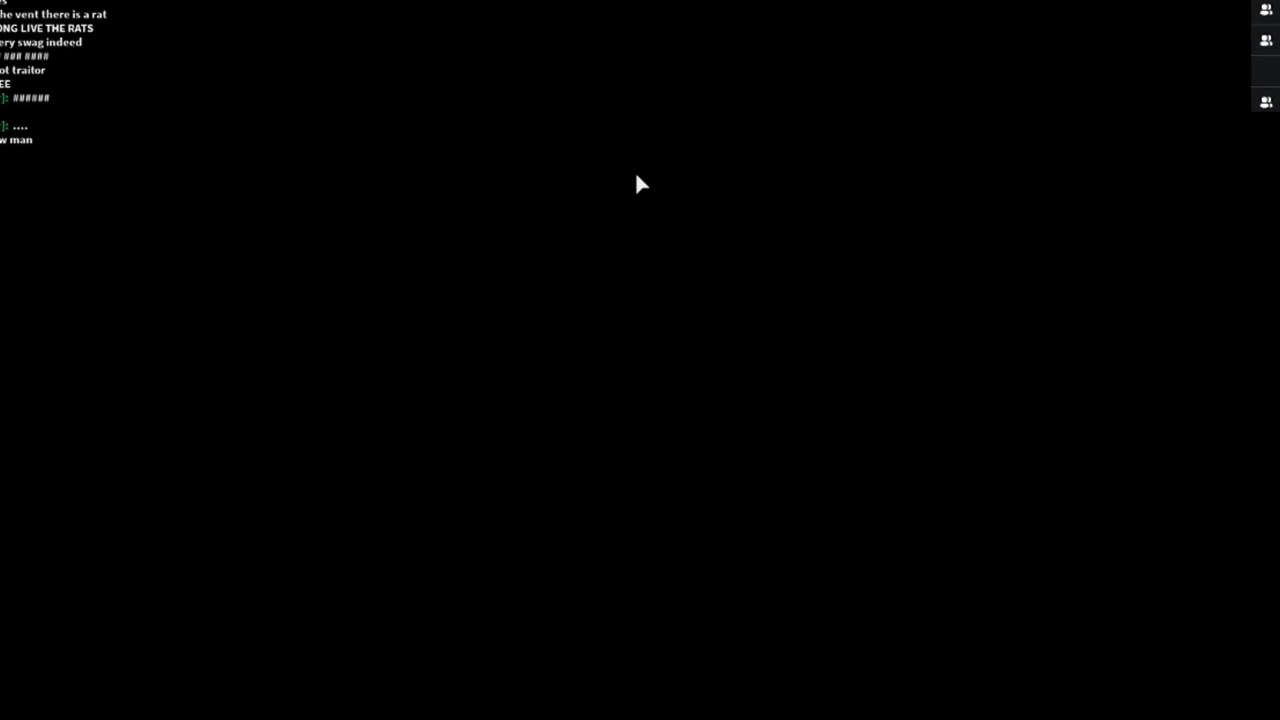 he vent there is a rat
ONG LIVE THE RATS
ery swag indeed
### ####
ot traitor
EE
]: ######
]: ....
w man